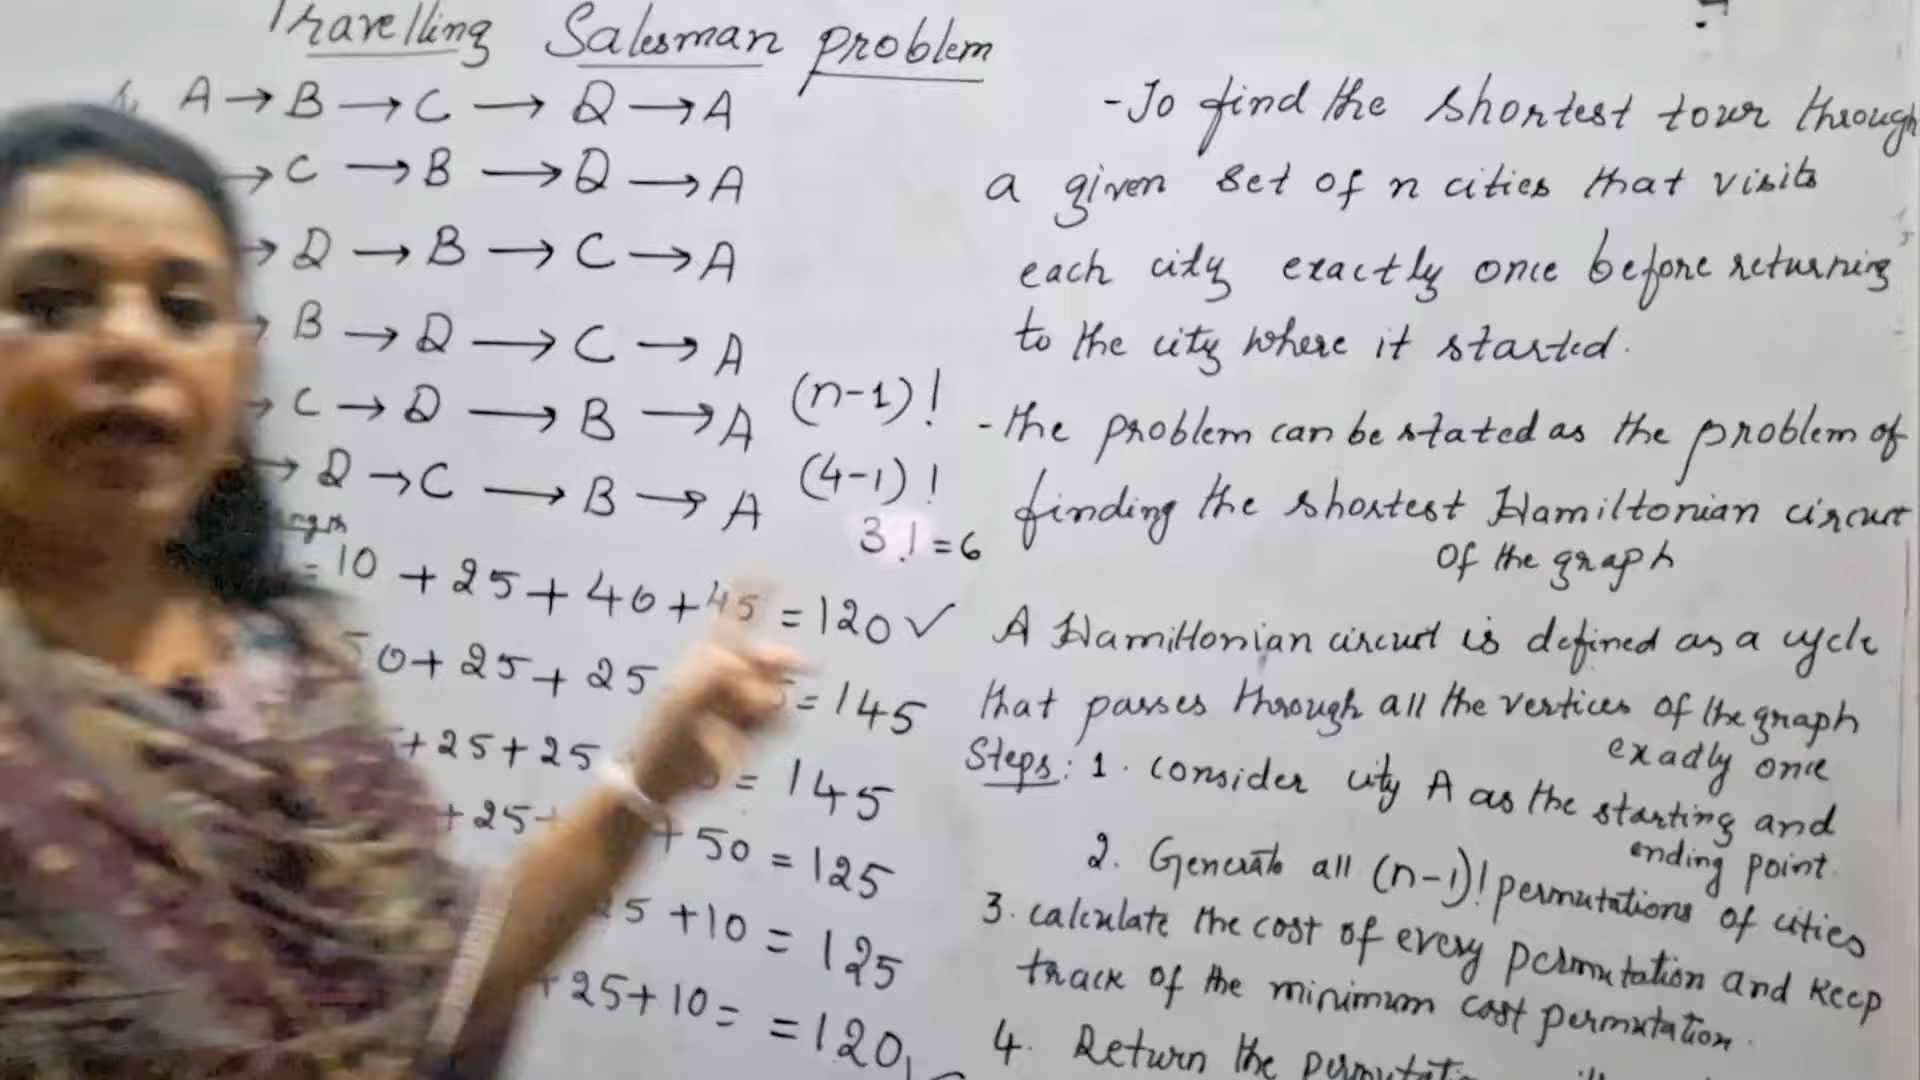 Travelling Salesman problem
A → B → C → D → A
→ C → B → D → A
→ D → B → C → A
→ B → D → C → A
→ C → D → B → A
→ D → C → B → A
(n-1)!
(4-1)!
3! = 6
= 10 + 25 + 40 + 45 = 120 ✓
50 + 25 + 25 = 145
+ 25 + 25 = 145
+ 25 + + 50 = 125
+ 10 = 125
+ 25 + 10 = = 120
- To find the shortest tour through
a given set of n cities that visits
each city exactly once before returning
to the city where it started.
- the problem can be stated as the problem of
finding the shortest Hamiltonian circuit
of the graph
A Hamiltonian circuit is defined as a cycle
that passes through all the vertices of the graph
exactly once
Steps: 1. consider city A as the starting and
ending point.
2. Generate all (n-1)! permutations of cities
3. calculate the cost of every permutation and keep
track of the minimum cost permutation.
4. Return the